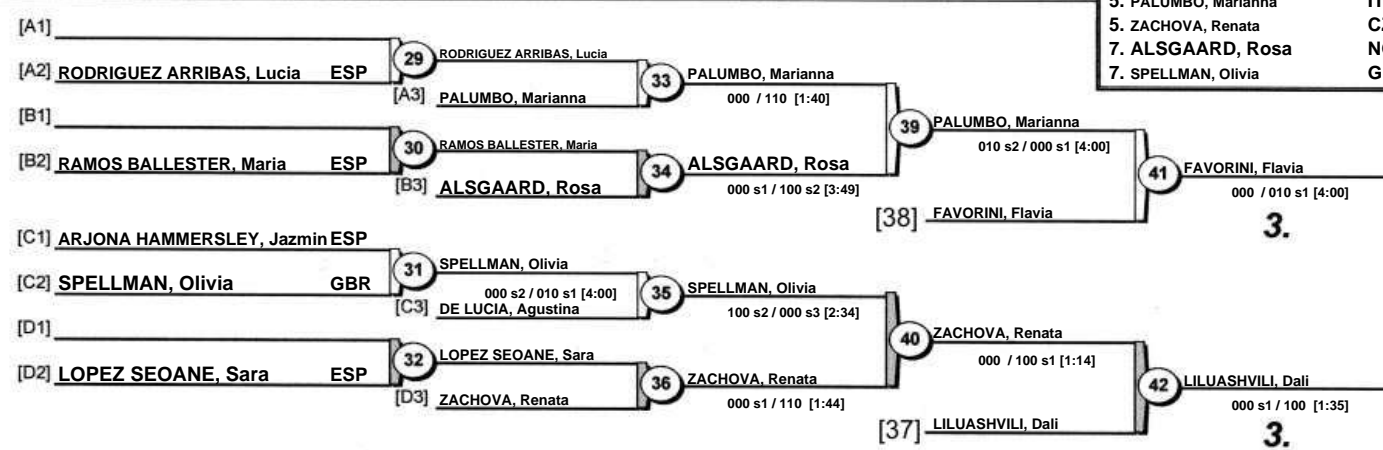 5. PALUMBO, Marianna
5. ZACHOVA, Renata
7. ALSGAARD, Rosa
7. SPELLMAN, Olivia
[A1]
[A2] RODRIGUEZ ARRIBAS, Lucia ESP
29
RODRIGUEZ ARRIBAS, Lucia
[A3] PALUMBO, Marianna
33
PALUMBO, Marianna
000 / 110 [1:40]
[B1]
[B2] RAMOS BALLESTER, Maria ESP
30
RAMOS BALLESTER, Maria
[B3] ALSGAARD, Rosa
34
ALSGAARD, Rosa
000 s1 / 100 s2 [3:49]
39
PALUMBO, Marianna
010 s2 / 000 s1 [4:00]
[38] FAVORINI, Flavia
41
FAVORINI, Flavia
000 / 010 s1 [4:00]
3.
[C1] ARJONA HAMMERSLEY, Jazmin ESP
[C2] SPELLMAN, Olivia GBR
31
SPELLMAN, Olivia
000 s2 / 010 s1 [4:00]
[C3] DE LUCIA, Agustina
35
SPELLMAN, Olivia
100 s2 / 000 s3 [2:34]
[D1]
[D2] LOPEZ SEOANE, Sara ESP
32
LOPEZ SEOANE, Sara
[D3] ZACHOVA, Renata
36
ZACHOVA, Renata
000 s1 / 110 [1:44]
40
ZACHOVA, Renata
000 / 100 s1 [1:14]
[37] LILUASHVILI, Dali
42
LILUASHVILI, Dali
000 s1 / 100 [1:35]
3.